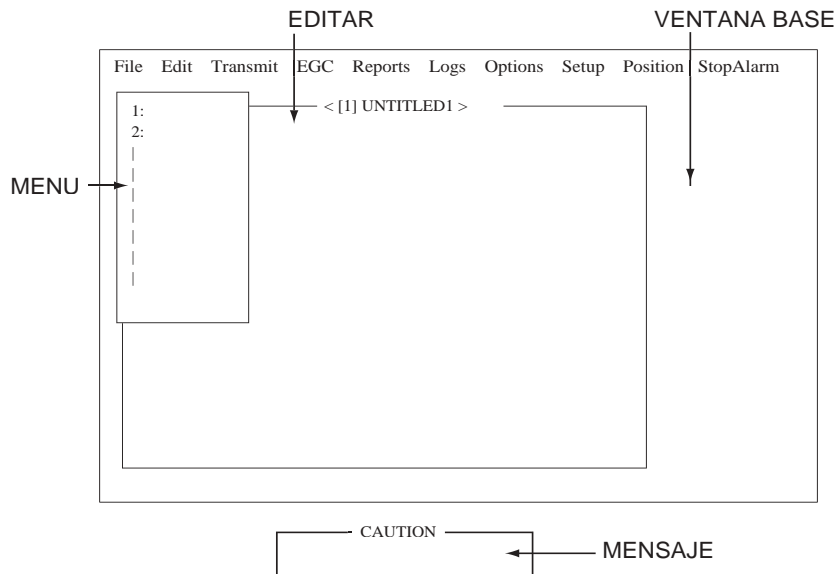 EDITAR VENTANA BASE
File Edit Transmit EGC Reports Logs Options Setup Position StopAlarm
< [1] UNTITLED1 >
1:
2:
MENU
CAUTION
MENSAJE